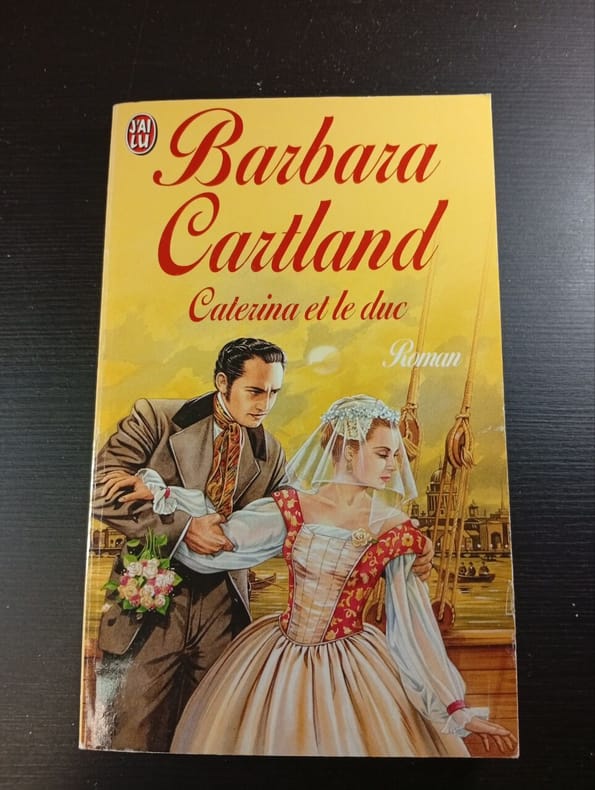 J'AI
LU
Barbara
Cartland
Caterina et le duc
Roman